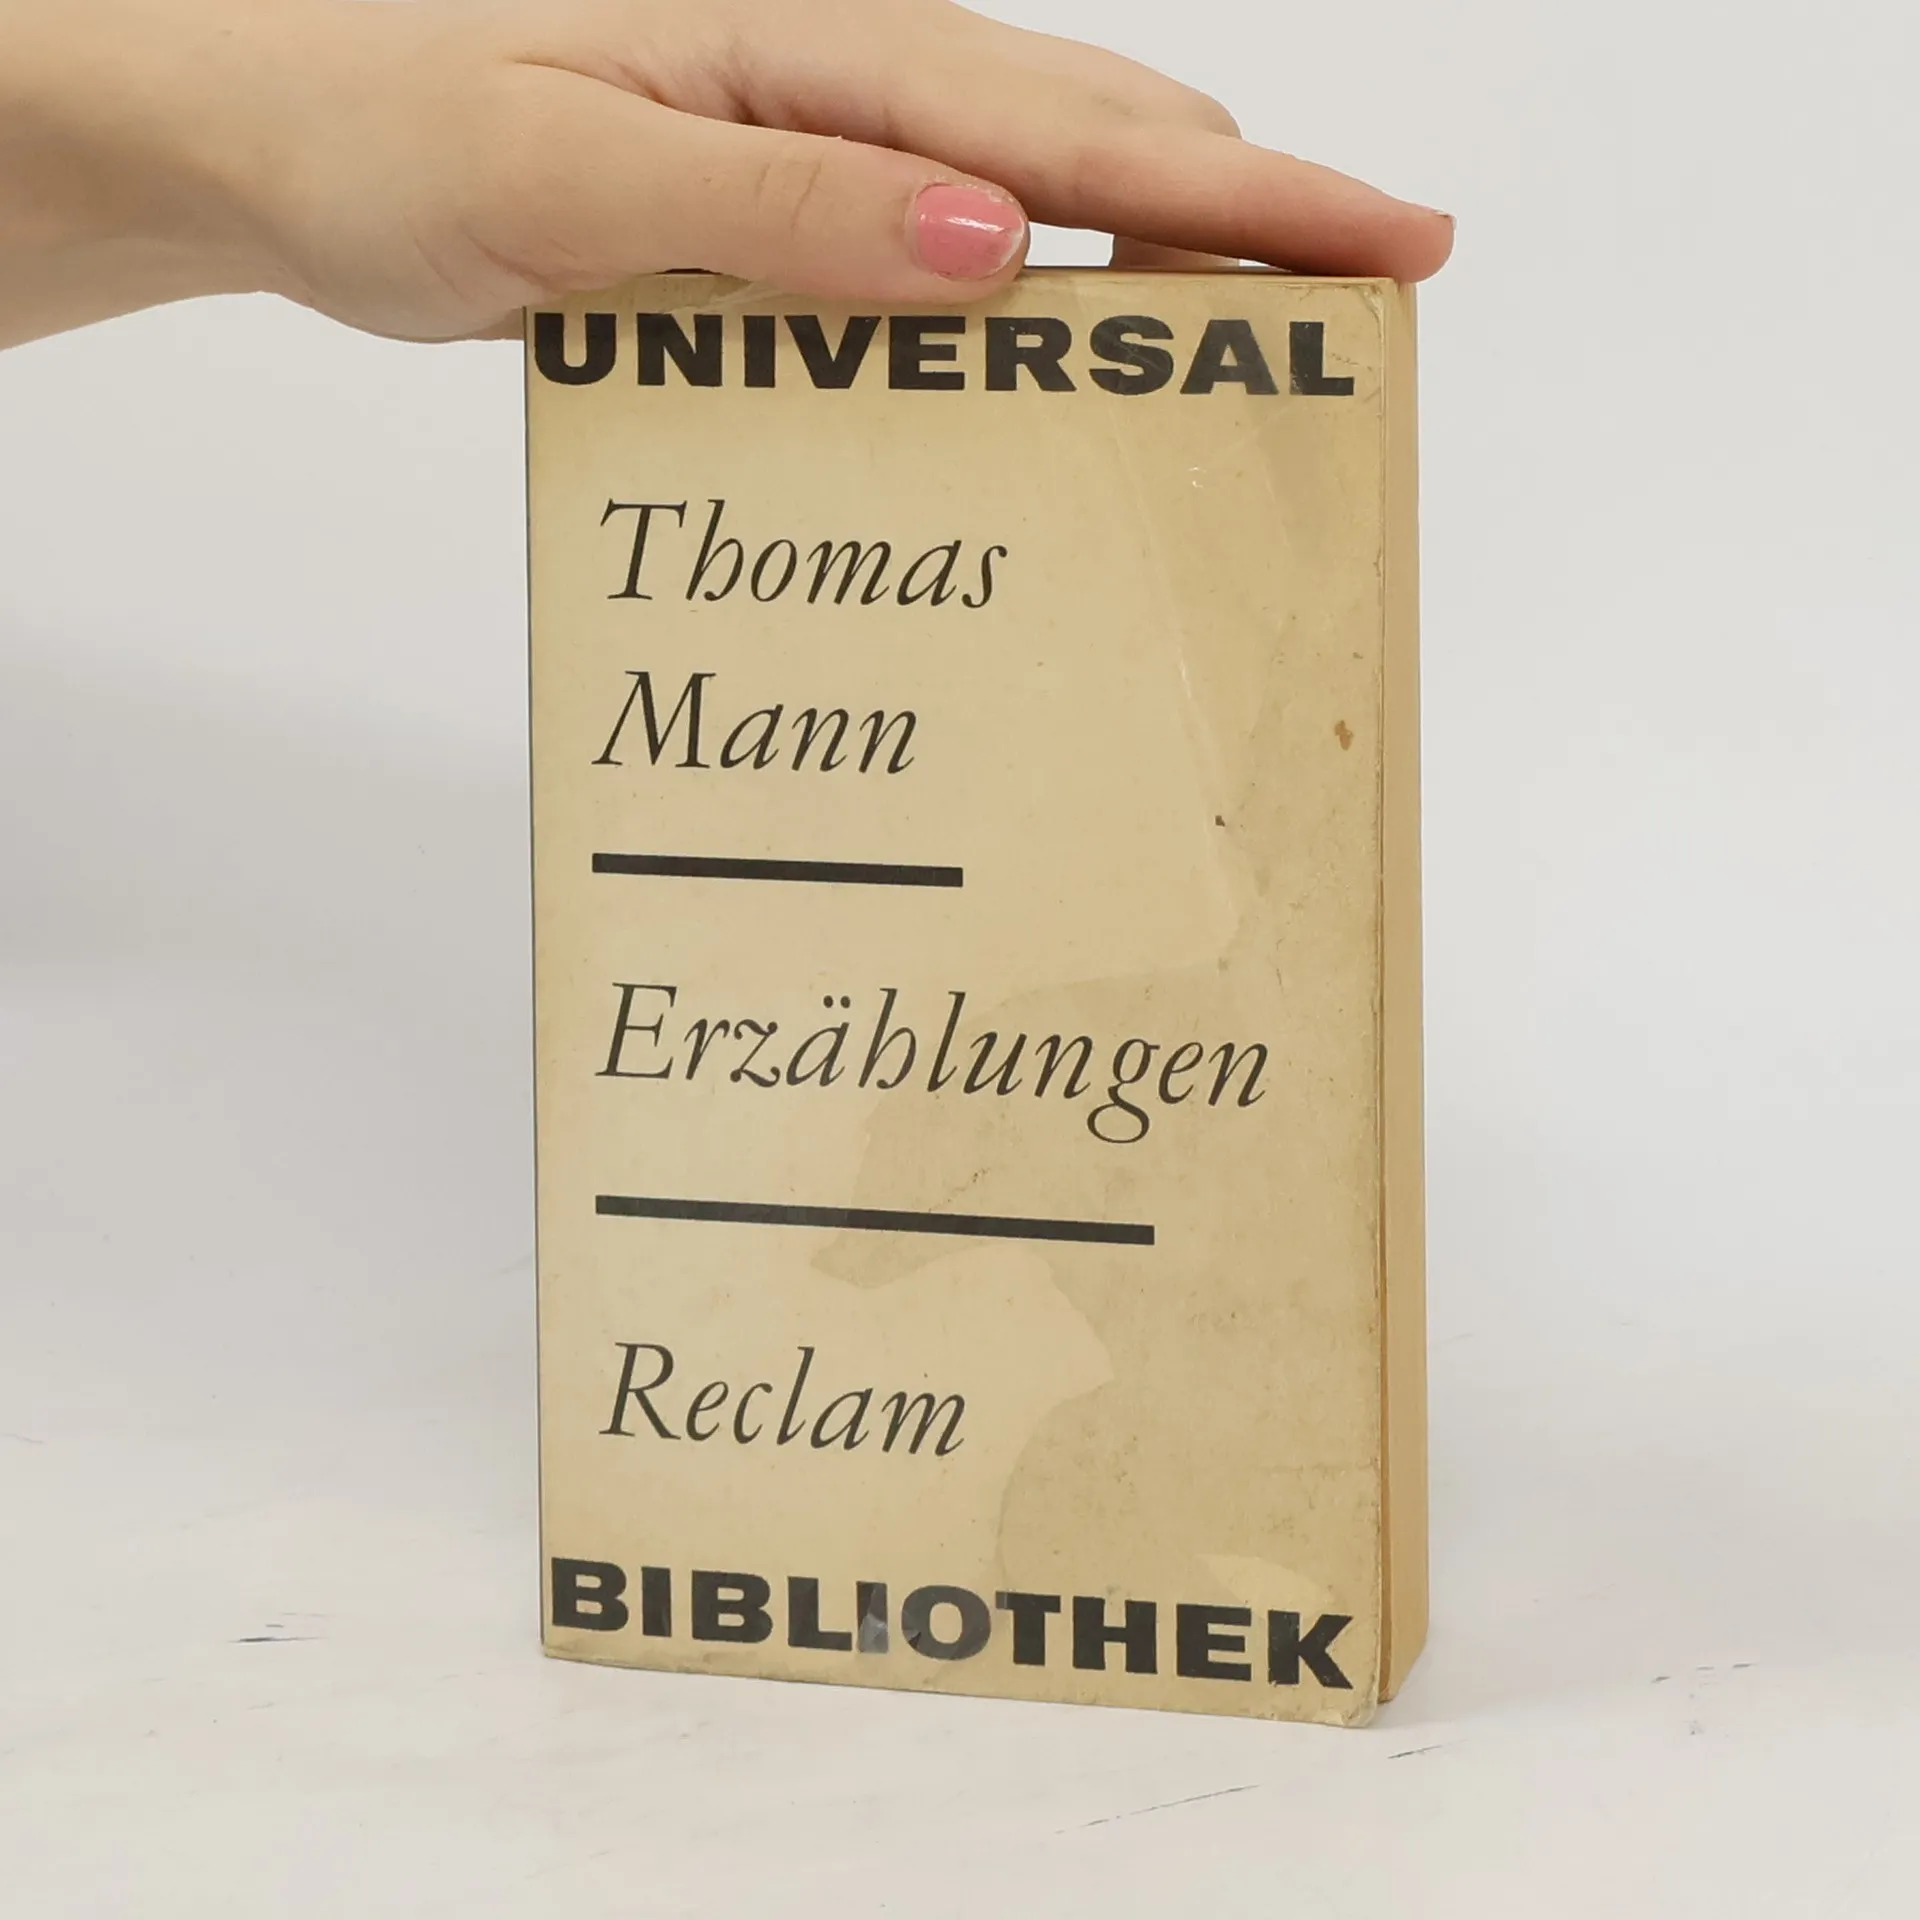 UNIVERSAL
Thomas
Mann
Erzählungen
Reclam
BIBLIOTHEK